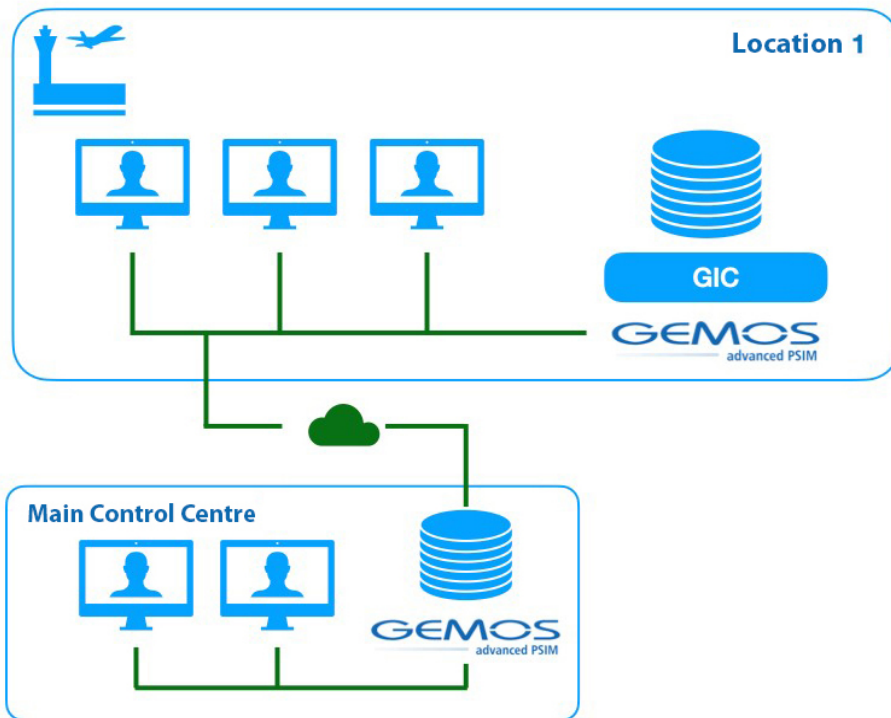 Location 1
GIC
GEMOS
advanced PSIM
Main Control Centre
GEMOS
advanced PSIM